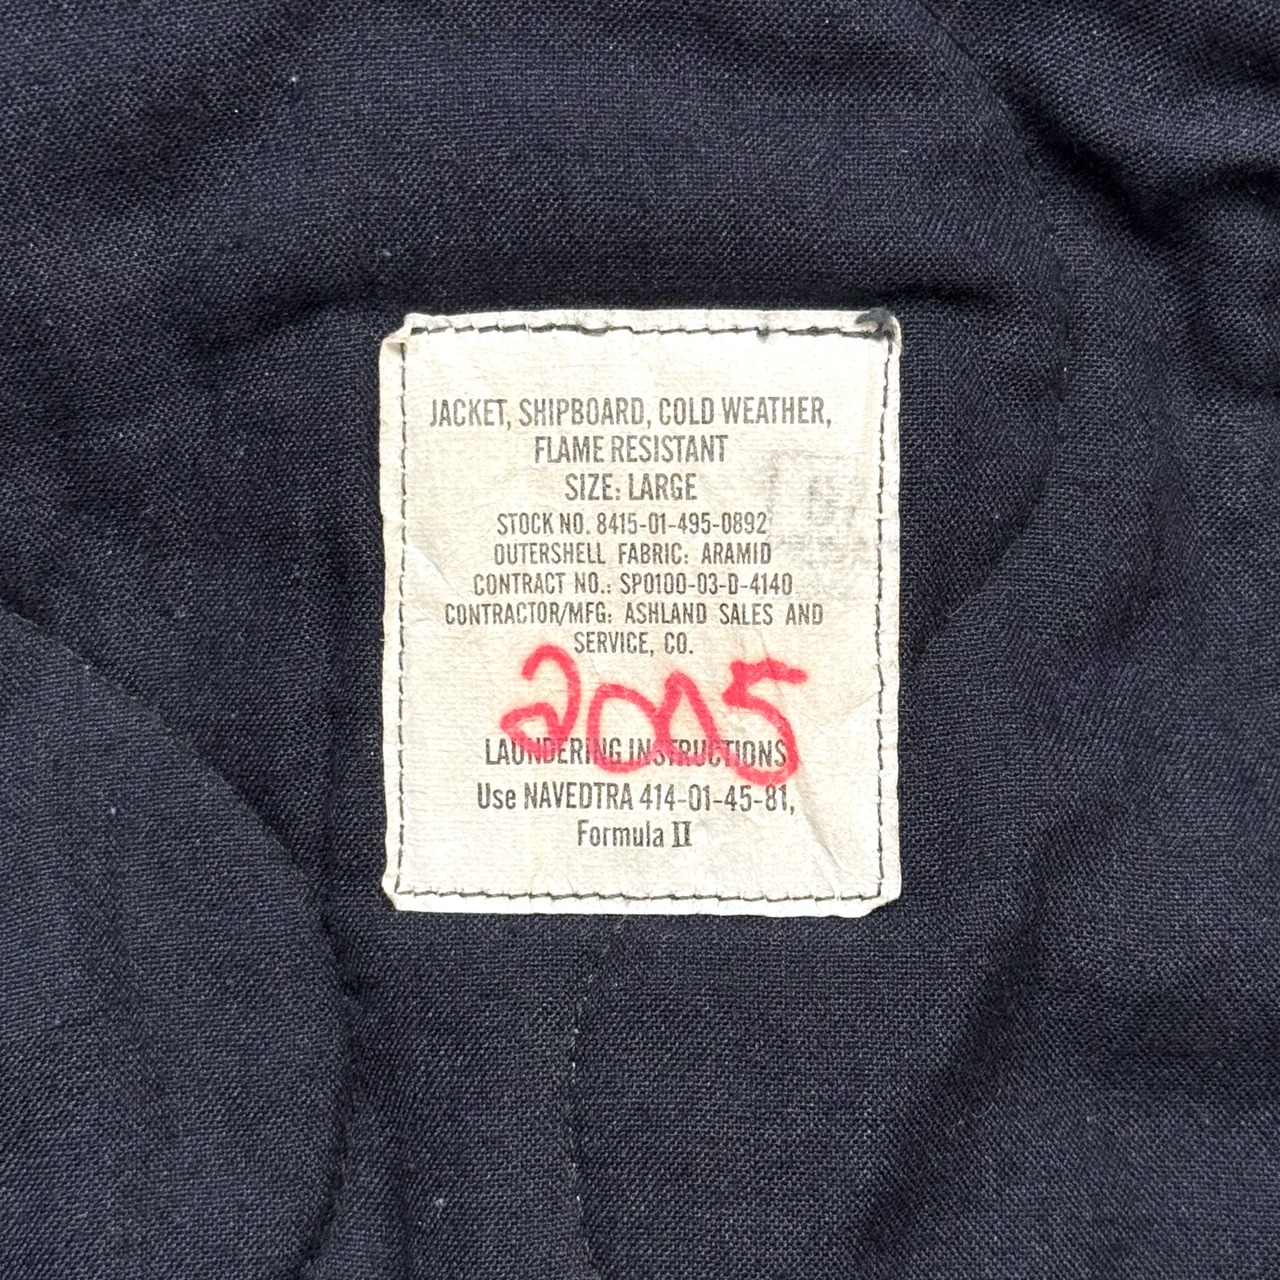 JACKET, SHIPBOARD, COLD WEATHER,
FLAME RESISTANT
SIZE: LARGE
STOCK NO. 8415-01-495-0892
OUTERSHELL FABRIC: ARAMID
CONTRACT NO.: SP0100-03-D-4140
CONTRACTOR/MFG: ASHLAND SALES AND
SERVICE, CO.
2005
LAUNDERING INSTRUCTIONS
Use NAVEDTRA 414-01-45-81,
Formula II